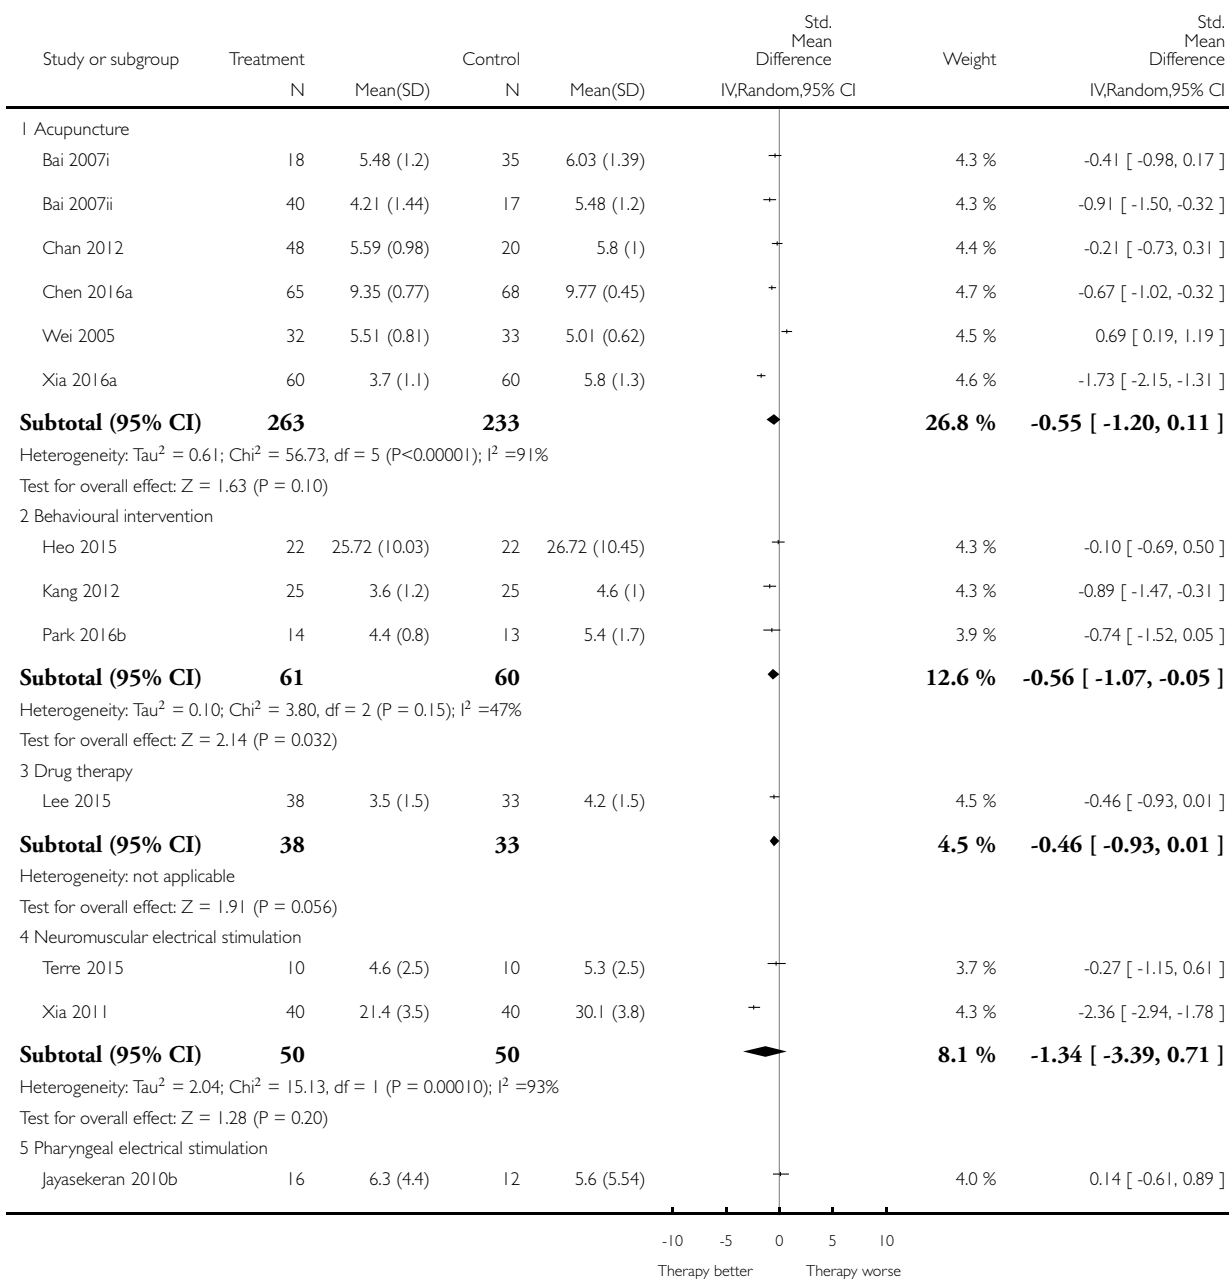 Study or subgroup Treatment Control Std. Mean Difference Weight Std. Mean Difference
N Mean(SD) N Mean(SD) IV,Random,95% CI IV,Random,95% CI
1 Acupuncture
Bai 2007i 18 5.48 (1.2) 35 6.03 (1.39) 4.3 % -0.41 [ -0.98, 0.17 ]
Bai 2007ii 40 4.21 (1.44) 17 5.48 (1.2) 4.3 % -0.91 [ -1.50, -0.32 ]
Chan 2012 48 5.59 (0.98) 20 5.8 (1) 4.4 % -0.21 [ -0.73, 0.31 ]
Chen 2016a 65 9.35 (0.77) 68 9.77 (0.45) 4.7 % -0.67 [ -1.02, -0.32 ]
Wei 2005 32 5.51 (0.81) 33 5.01 (0.62) 4.5 % 0.69 [ 0.19, 1.19 ]
Xia 2016a 60 3.7 (1.1) 60 5.8 (1.3) 4.6 % -1.73 [ -2.15, -1.31 ]
Subtotal (95% CI) 263 233 26.8 % -0.55 [ -1.20, 0.11 ]
Heterogeneity: Tau² = 0.61; Chi² = 56.73, df = 5 (P<0.00001); I² =91%
Test for overall effect: Z = 1.63 (P = 0.10)
2 Behavioural intervention
Heo 2015 22 25.72 (10.03) 22 26.72 (10.45) 4.3 % -0.10 [ -0.69, 0.50 ]
Kang 2012 25 3.6 (1.2) 25 4.6 (1) 4.3 % -0.89 [ -1.47, -0.31 ]
Park 2016b 14 4.4 (0.8) 13 5.4 (1.7) 3.9 % -0.74 [ -1.52, 0.05 ]
Subtotal (95% CI) 61 60 12.6 % -0.56 [ -1.07, -0.05 ]
Heterogeneity: Tau² = 0.10; Chi² = 3.80, df = 2 (P = 0.15); I² =47%
Test for overall effect: Z = 2.14 (P = 0.032)
3 Drug therapy
Lee 2015 38 3.5 (1.5) 33 4.2 (1.5) 4.5 % -0.46 [ -0.93, 0.01 ]
Subtotal (95% CI) 38 33 4.5 % -0.46 [ -0.93, 0.01 ]
Heterogeneity: not applicable
Test for overall effect: Z = 1.91 (P = 0.056)
4 Neuromuscular electrical stimulation
Terre 2015 10 4.6 (2.5) 10 5.3 (2.5) 3.7 % -0.27 [ -1.15, 0.61 ]
Xia 2011 40 21.4 (3.5) 40 30.1 (3.8) 4.3 % -2.36 [ -2.94, -1.78 ]
Subtotal (95% CI) 50 50 8.1 % -1.34 [ -3.39, 0.71 ]
Heterogeneity: Tau² = 2.04; Chi² = 15.13, df = 1 (P = 0.00010); I² =93%
Test for overall effect: Z = 1.28 (P = 0.20)
5 Pharyngeal electrical stimulation
Jayasekeran 2010b 16 6.3 (4.4) 12 5.6 (5.54) 4.0 % 0.14 [ -0.61, 0.89 ]
-10 -5 0 5 10
Therapy better Therapy worse